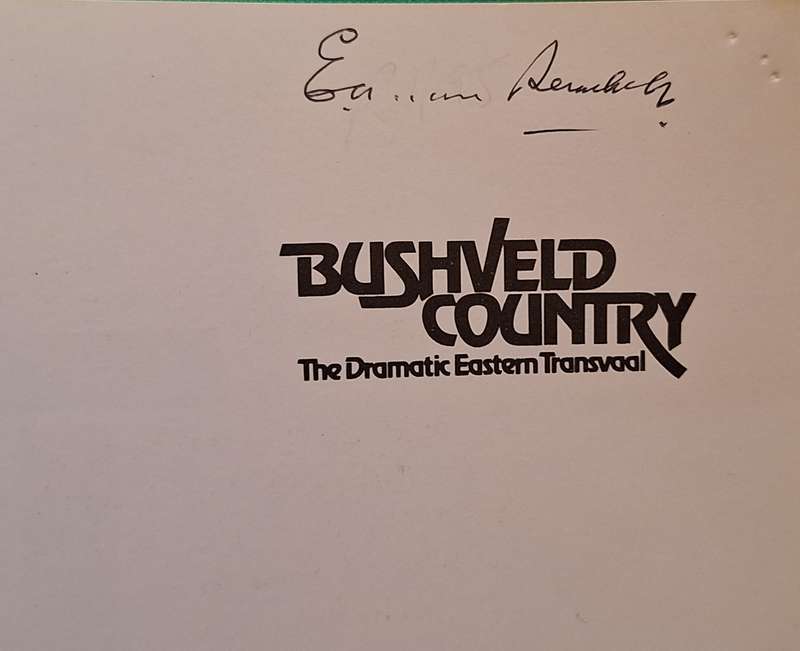 BUSHVELD
COUNTRY
The Dramatic Eastern Transvaal